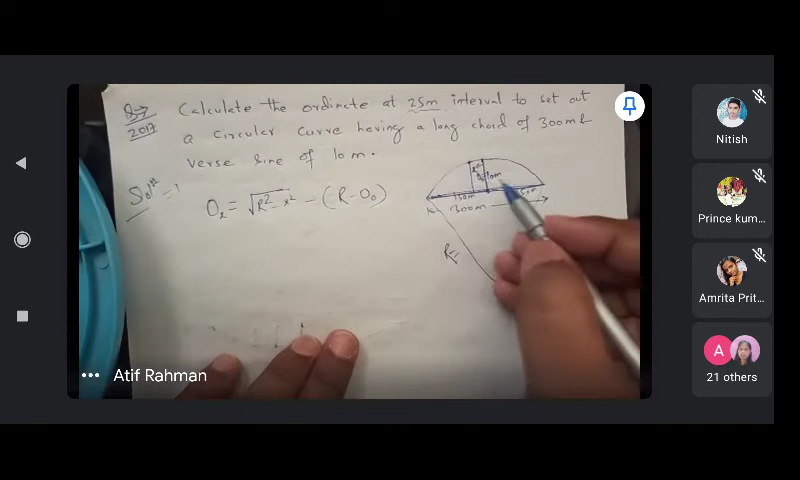 B→ Calculate the ordinete at 25m interval to set out
2017 a Circular Curve having a long chord of 300m &
verse sine of 10m.
Solⁿ = 1
Oₓ = √R² - x² - (R - O₀)
10m
150m
150m
300m
R=
Nitish
Prince kum...
Amrita Prit...
A
21 others
Atif Rahman